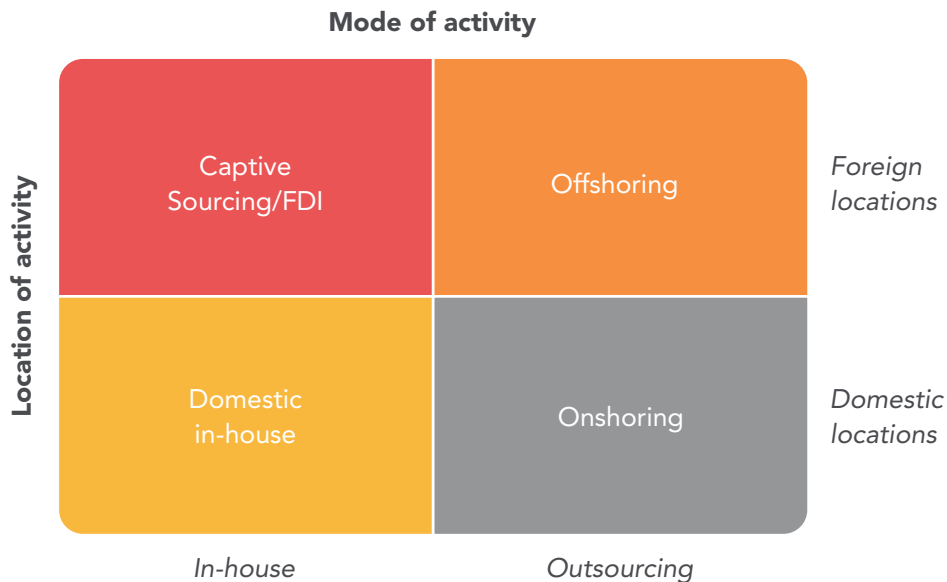 Mode of activity
Location of activity
Captive
Sourcing/FDI
Offshoring
Foreign
locations
Domestic
in-house
Onshoring
Domestic
locations
In-house
Outsourcing